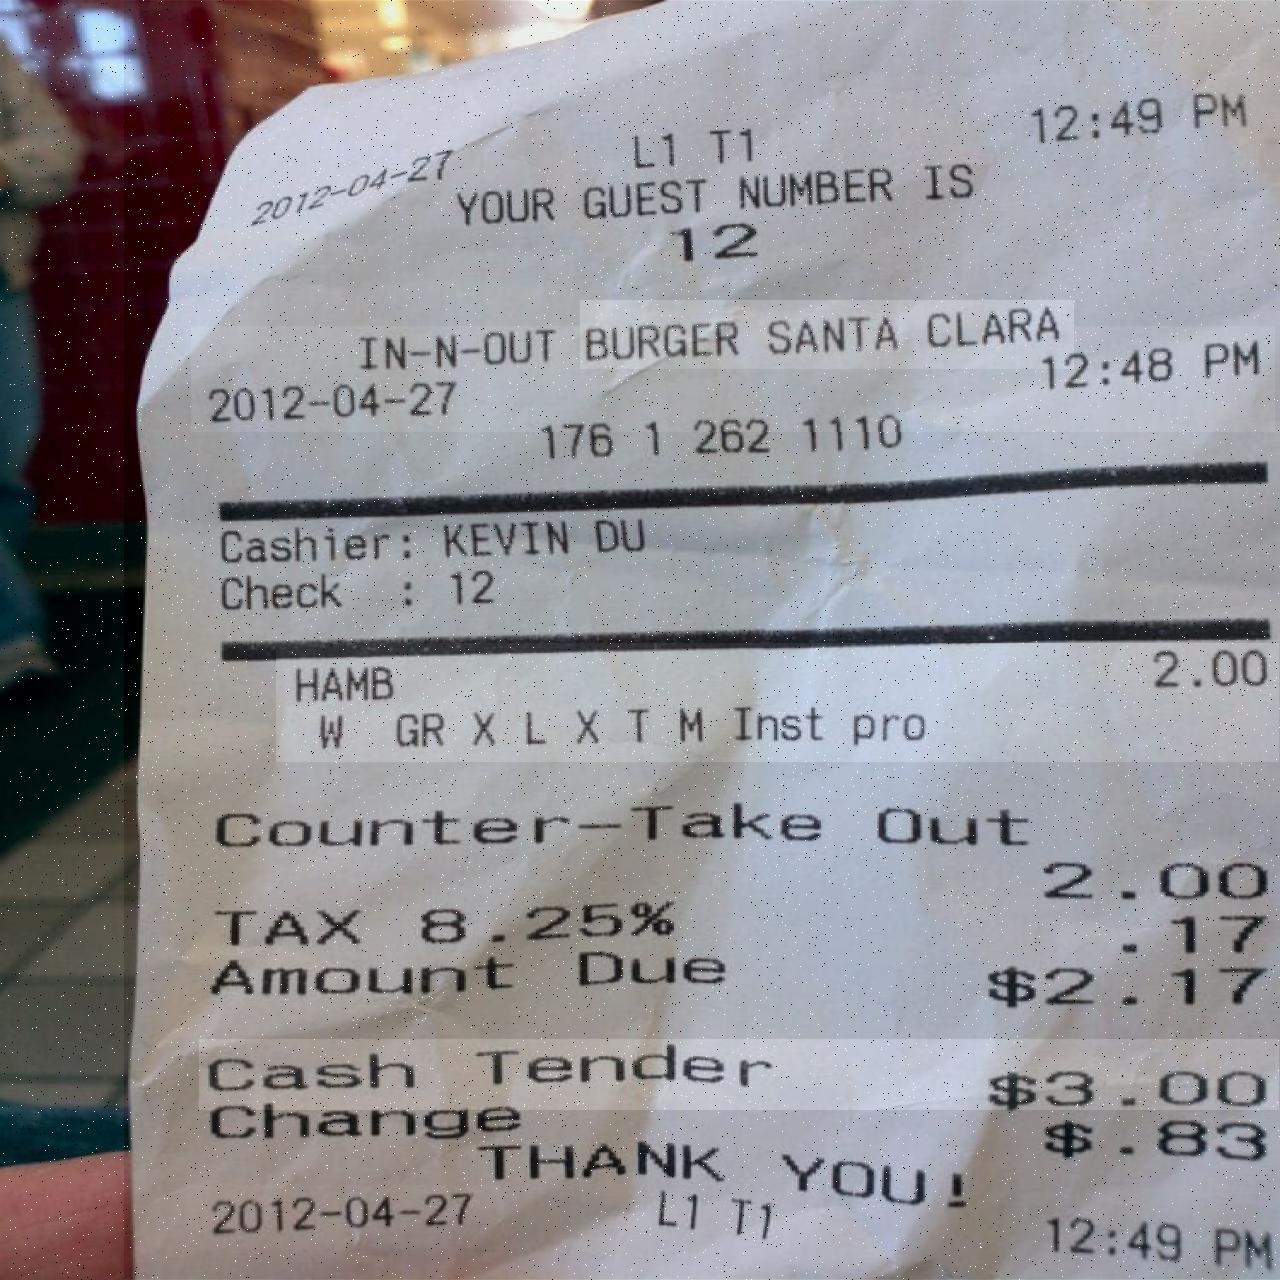 2012-04-27 L1 T1 12:49 PM
YOUR GUEST NUMBER IS
12
IN-N-OUT BURGER SANTA CLARA
2012-04-27 12:48 PM
176 1 262 1110
Cashier: KEVIN DU
Check : 12
HAMB 2.00
W GR X L X T M Inst pro
Counter-Take Out
2.00
TAX 8.25% .17
Amount Due $2.17
Cash Tender $3.00
Change $.83
THANK YOU!
2012-04-27 L1 T1 12:49 PM